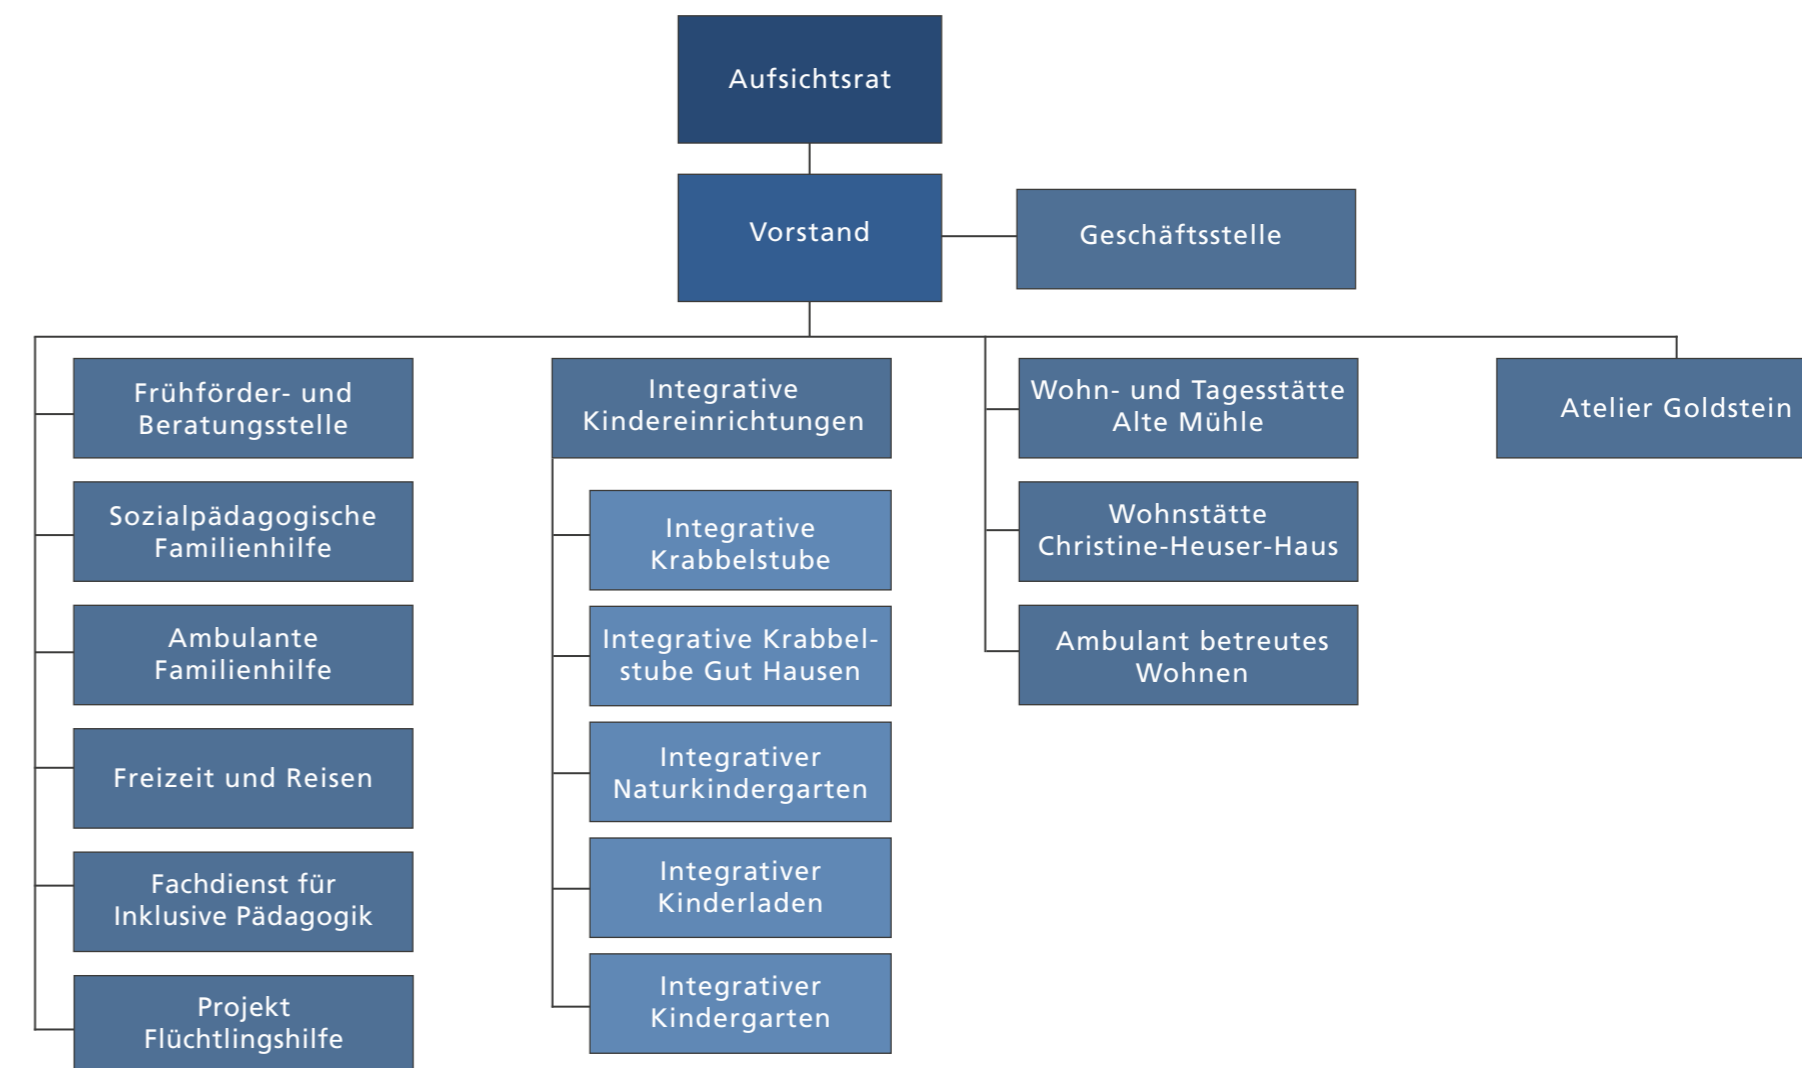 Aufsichtsrat
Vorstand
Geschäftsstelle
Frühförder- und
Beratungsstelle
Sozialpädagogische
Familienhilfe
Ambulante
Familienhilfe
Freizeit und Reisen
Fachdienst für
Inklusive Pädagogik
Projekt
Flüchtlingshilfe
Integrative
Kindereinrichtungen
Integrative
Krabbelstube
Integrative Krabbel-
stube Gut Hausen
Integrativer
Naturkindergarten
Integrativer
Kinderladen
Integrativer
Kindergarten
Wohn- und Tagesstätte
Alte Mühle
Wohnstätte
Christine-Heuser-Haus
Ambulant betreutes
Wohnen
Atelier Goldstein